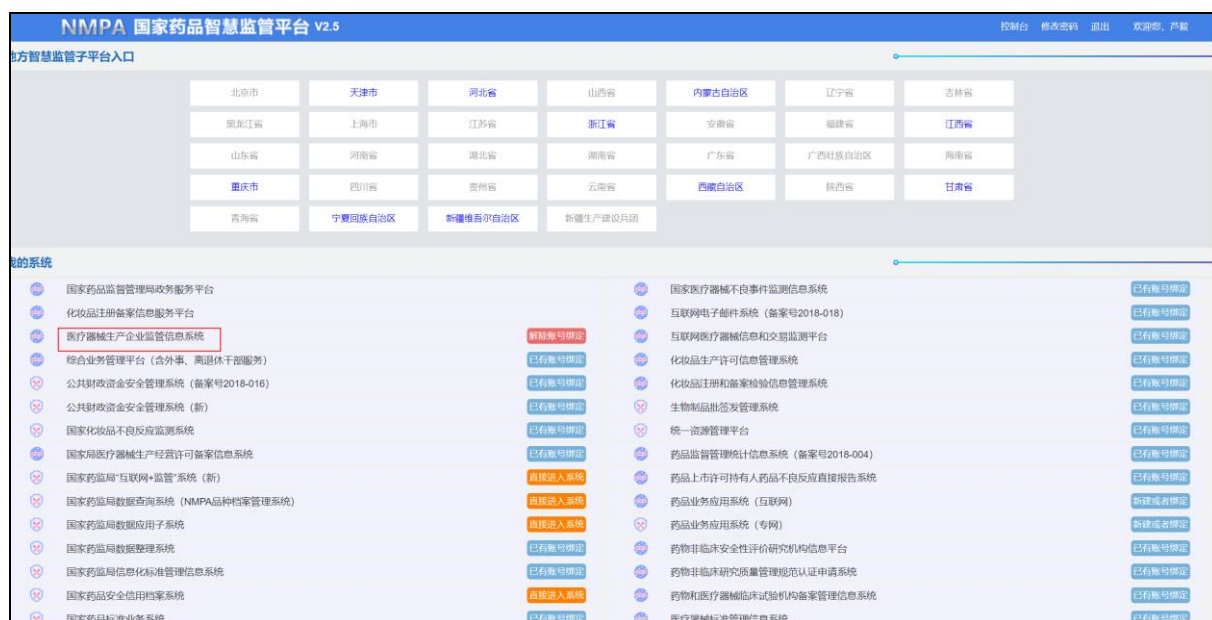 NMPA 国家药品智慧监管平台 V2.5
控制台 修改密码 退出 欢迎您，芦毅
地方智慧监管子平台入口
北京市 天津市 河北省 山西省 内蒙古自治区 辽宁省 吉林省
黑龙江省 上海市 江苏省 浙江省 安徽省 福建省 江西省
山东省 河南省 湖北省 湖南省 广东省 广西壮族自治区 海南省
重庆市 四川省 贵州省 云南省 西藏自治区 陕西省 甘肃省
青海省 宁夏回族自治区 新疆维吾尔自治区 新疆生产建设兵团
我的系统
国家药品监督管理局政务服务平台 国家医疗器械不良事件监测信息系统 已有账号绑定
化妆品注册备案信息服务平台 互联网电子邮件系统（备案号2018-018） 已有账号绑定
医疗器械生产企业监管信息系统 解除账号绑定 互联网医疗器械信息和交易监测平台 已有账号绑定
综合业务管理平台（含外事、离退休干部服务） 已有账号绑定 化妆品生产许可信息管理系统 已有账号绑定
公共财政资金安全管理系统（备案号2018-016） 已有账号绑定 化妆品注册和备案检验信息管理系统 已有账号绑定
公共财政资金安全管理系统（新） 已有账号绑定 生物制品批签发管理系统 已有账号绑定
国家化妆品不良反应监测系统 已有账号绑定 统一资源管理平台 已有账号绑定
国家局医疗器械生产经营许可备案信息系统 已有账号绑定 药品监督管理统计信息系统（备案号2018-004） 已有账号绑定
国家药监局"互联网+监管"系统（新） 直接进入系统 药品上市许可持有人药品不良反应直接报告系统 已有账号绑定
国家药监局数据查询系统（NMPA品种档案管理系统） 直接进入系统 药品业务应用系统（互联网） 新建或者绑定
国家药监局数据应用子系统 直接进入系统 药品业务应用系统（专网） 新建或者绑定
国家药监局数据整理系统 已有账号绑定 药物非临床安全性评价研究机构信息平台 已有账号绑定
国家药监局信息化标准管理信息系统 已有账号绑定 药物非临床研究质量管理规范认证申请系统 已有账号绑定
国家药品安全信用档案系统 直接进入系统 药物和医疗器械临床试验机构备案管理信息系统 已有账号绑定
国家药品标准业务系统 已有账号绑定 医疗器械标准管理信息系统 已有账号绑定